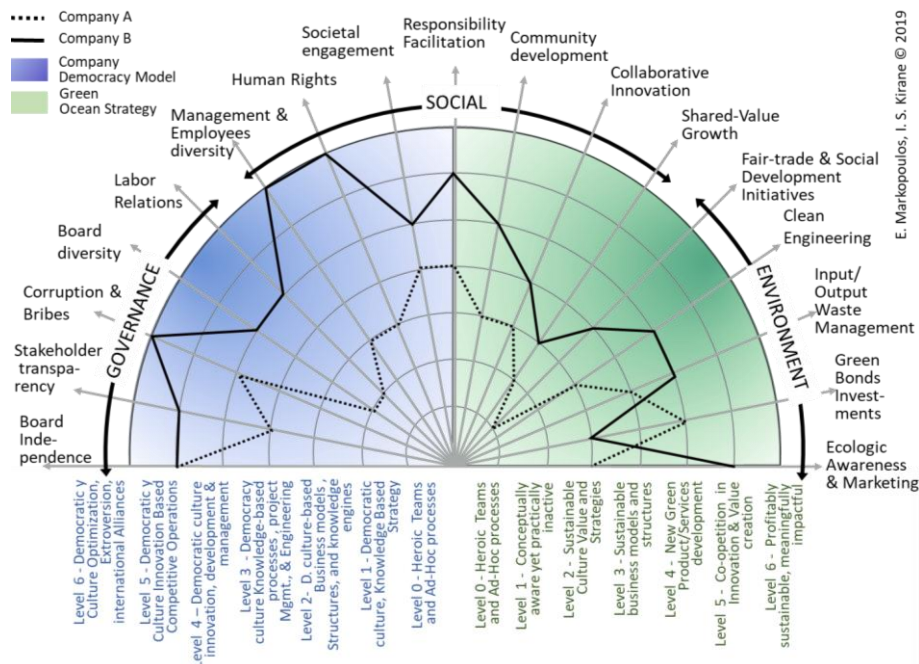 Company A
Company B
Company
Democracy Model
Green
Ocean Strategy
Societal
engagement
Responsibility
Facilitation
Community
development
Human Rights
SOCIAL
Collaborative
Innovation
Management &
Employees
diversity
Shared-Value
Growth
Labor
Relations
Fair-trade & Social
Development
Initiatives
Board
diversity
Clean
Engineering
Corruption &
Bribes
GOVERNANCE
ENVIRONMENT
Input/
Output
Waste
Management
Stakeholder
transpa-
rency
Green
Bonds
Invest-
ments
Board
Inde-
pendence
Ecologic
Awareness
& Marketing
Level 6 - Democratic y
Culture Optimization,
Extroversion,
international Alliances
Level 5 - Democratic y
Culture Innovation Based
Competitive Operations
Level 4 – Democratic culture
innovation, development &
management
Level 3 - Democracy
culture Knowledge-based
processes , project
Mgmt., & Engineering
Level 2- D. culture-based
Business models ,
Structures, and knowledge
engines
Level 1 - Democratic
culture, Knowledge Based
Strategy
Level 0 - Heroic Teams
and Ad-Hoc processes
Level 0 - Heroic Teams
and Ad-Hoc processes
Level 1 - Conceptually
aware yet practically
inactive
Level 2 - Sustainable
Culture Value and
Strategies
Level 3 - Sustainable
business models and
structures
Level 4 - New Green
Product/Services
development
Level 5 - Co-opetition in
Innovation & Value
creation
Level 6 - Profitably
sustainable, meaningfully
impactful
E. Markopoulos, I. S. Kirane © 2019